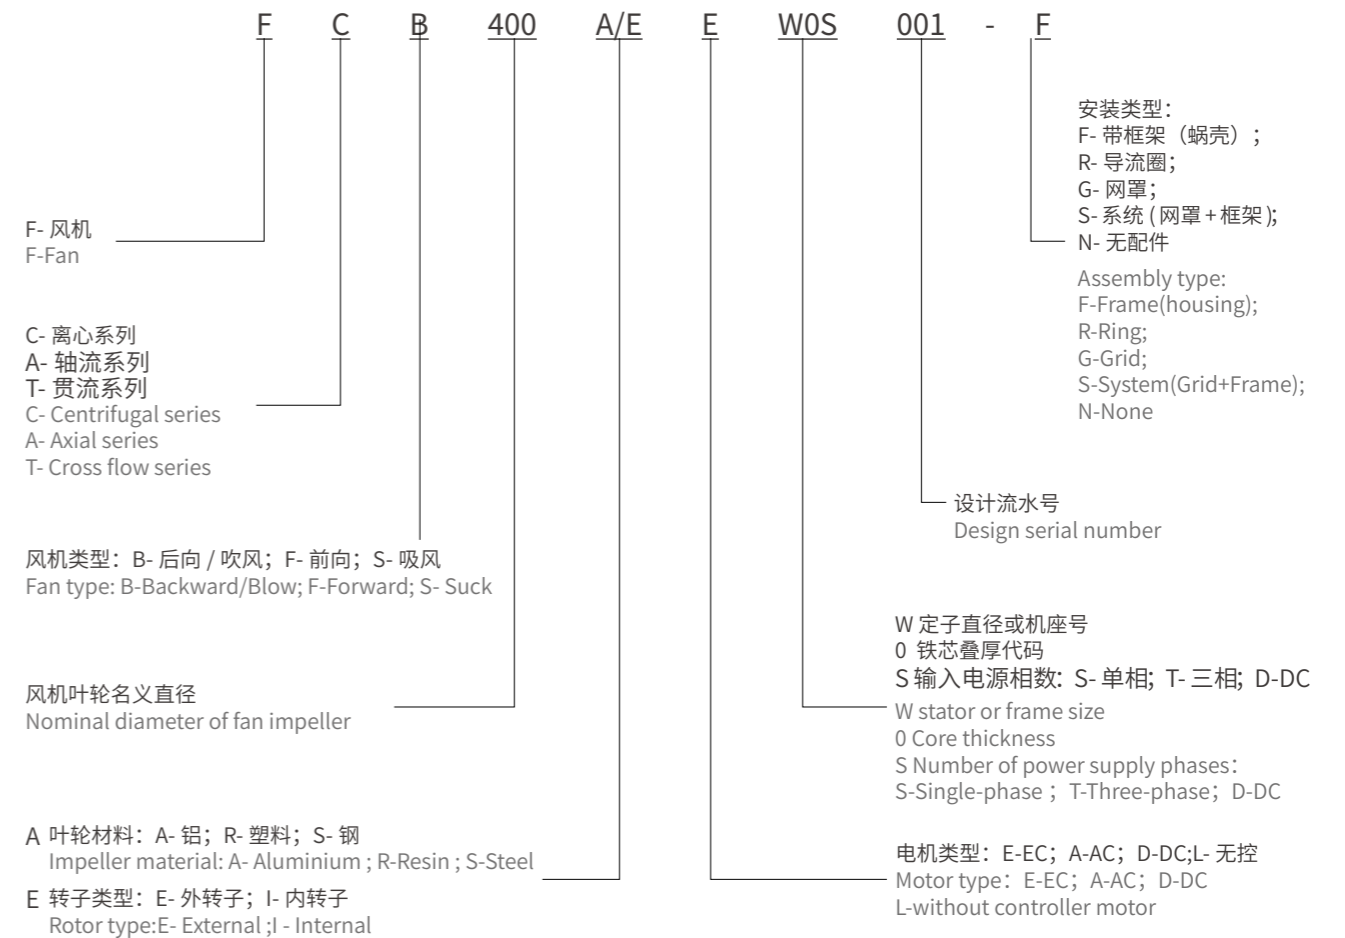 F C B 400 A/E E W0S 001 - F
安装类型：
F- 带框架（蜗壳）；
R- 导流圈；
G- 网罩；
S- 系统 ( 网罩 + 框架 );
N- 无配件
Assembly type:
F-Frame(housing);
R-Ring;
G-Grid;
S-System(Grid+Frame);
N-None
F- 风机
F-Fan
C- 离心系列
A- 轴流系列
T- 贯流系列
C- Centrifugal series
A- Axial series
T- Cross flow series
设计流水号
Design serial number
风机类型：B- 后向 / 吹风；F- 前向；S- 吸风
Fan type: B-Backward/Blow; F-Forward; S- Suck
W 定子直径或机座号
0 铁芯叠厚代码
S 输入电源相数：S- 单相；T- 三相；D-DC
W stator or frame size
0 Core thickness
S Number of power supply phases：
S-Single-phase ；T-Three-phase；D-DC
风机叶轮名义直径
Nominal diameter of fan impeller
A 叶轮材料：A- 铝；R- 塑料；S- 钢
Impeller material: A- Aluminium ; R-Resin ; S-Steel
E 转子类型：E- 外转子；I- 内转子
Rotor type:E- External ;I - Internal
电机类型：E-EC；A-AC；D-DC;L- 无控
Motor type：E-EC；A-AC；D-DC
L-without controller motor